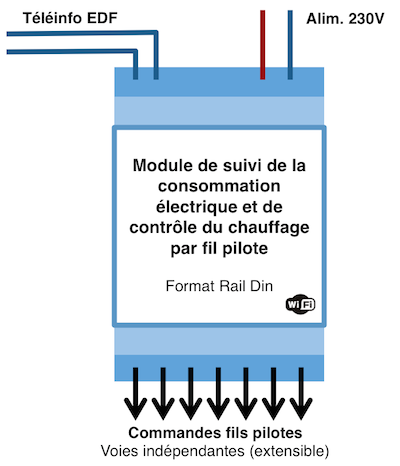 Téléinfo EDF
Alim. 230V
Module de suivi de la
consommation
électrique et de
contrôle du chauffage
par fil pilote
Format Rail Din
WiFi
Commandes fils pilotes
Voies indépendantes (extensible)